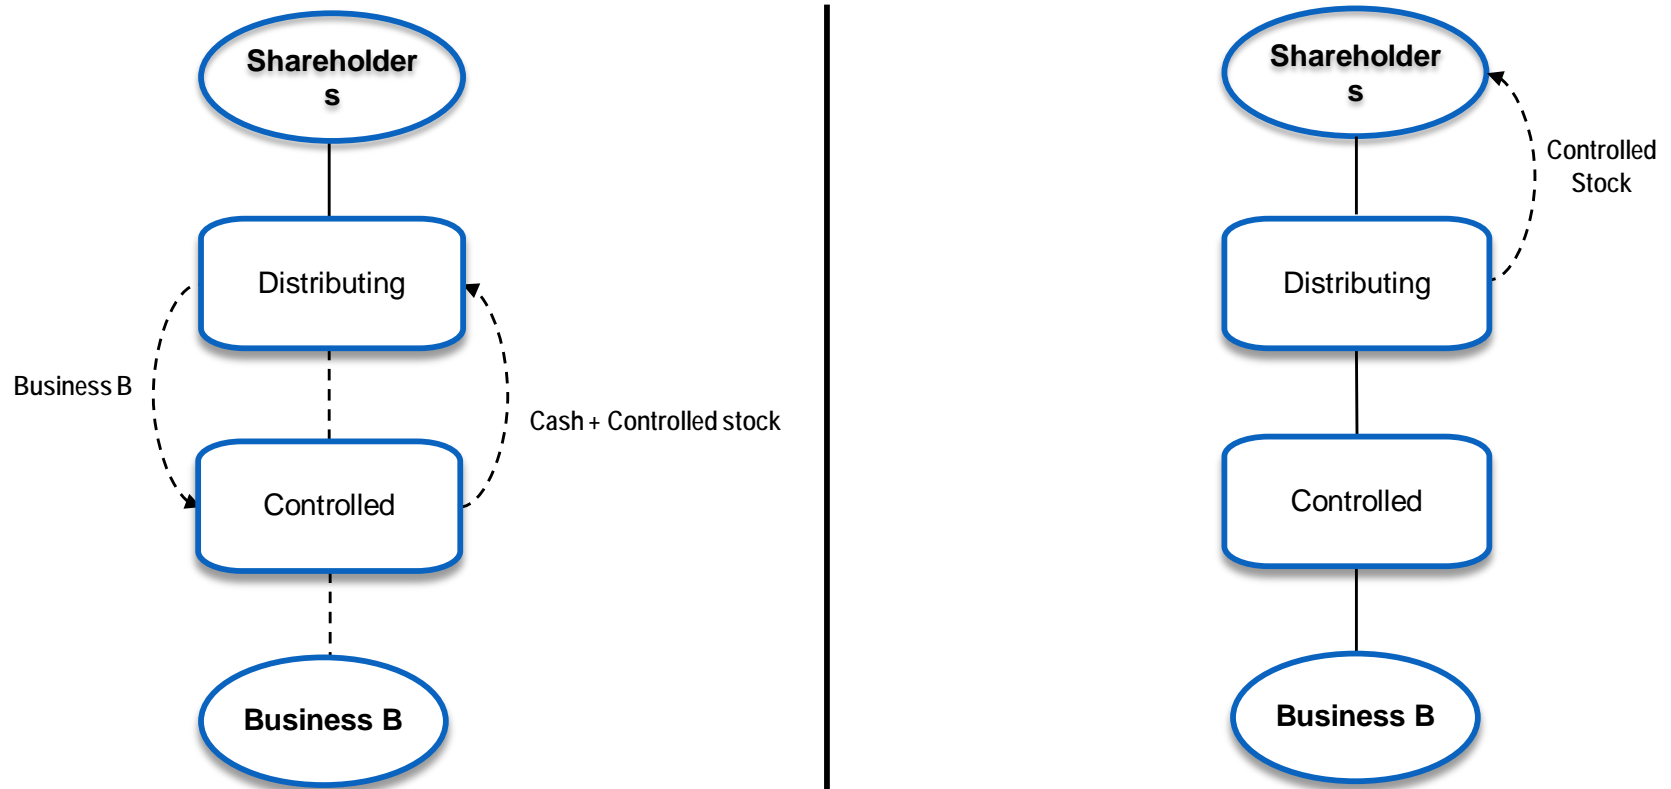 Shareholder
s
Distributing
Business B
Cash + Controlled stock
Controlled
Business B
Shareholder
s
Controlled
Stock
Distributing
Controlled
Business B